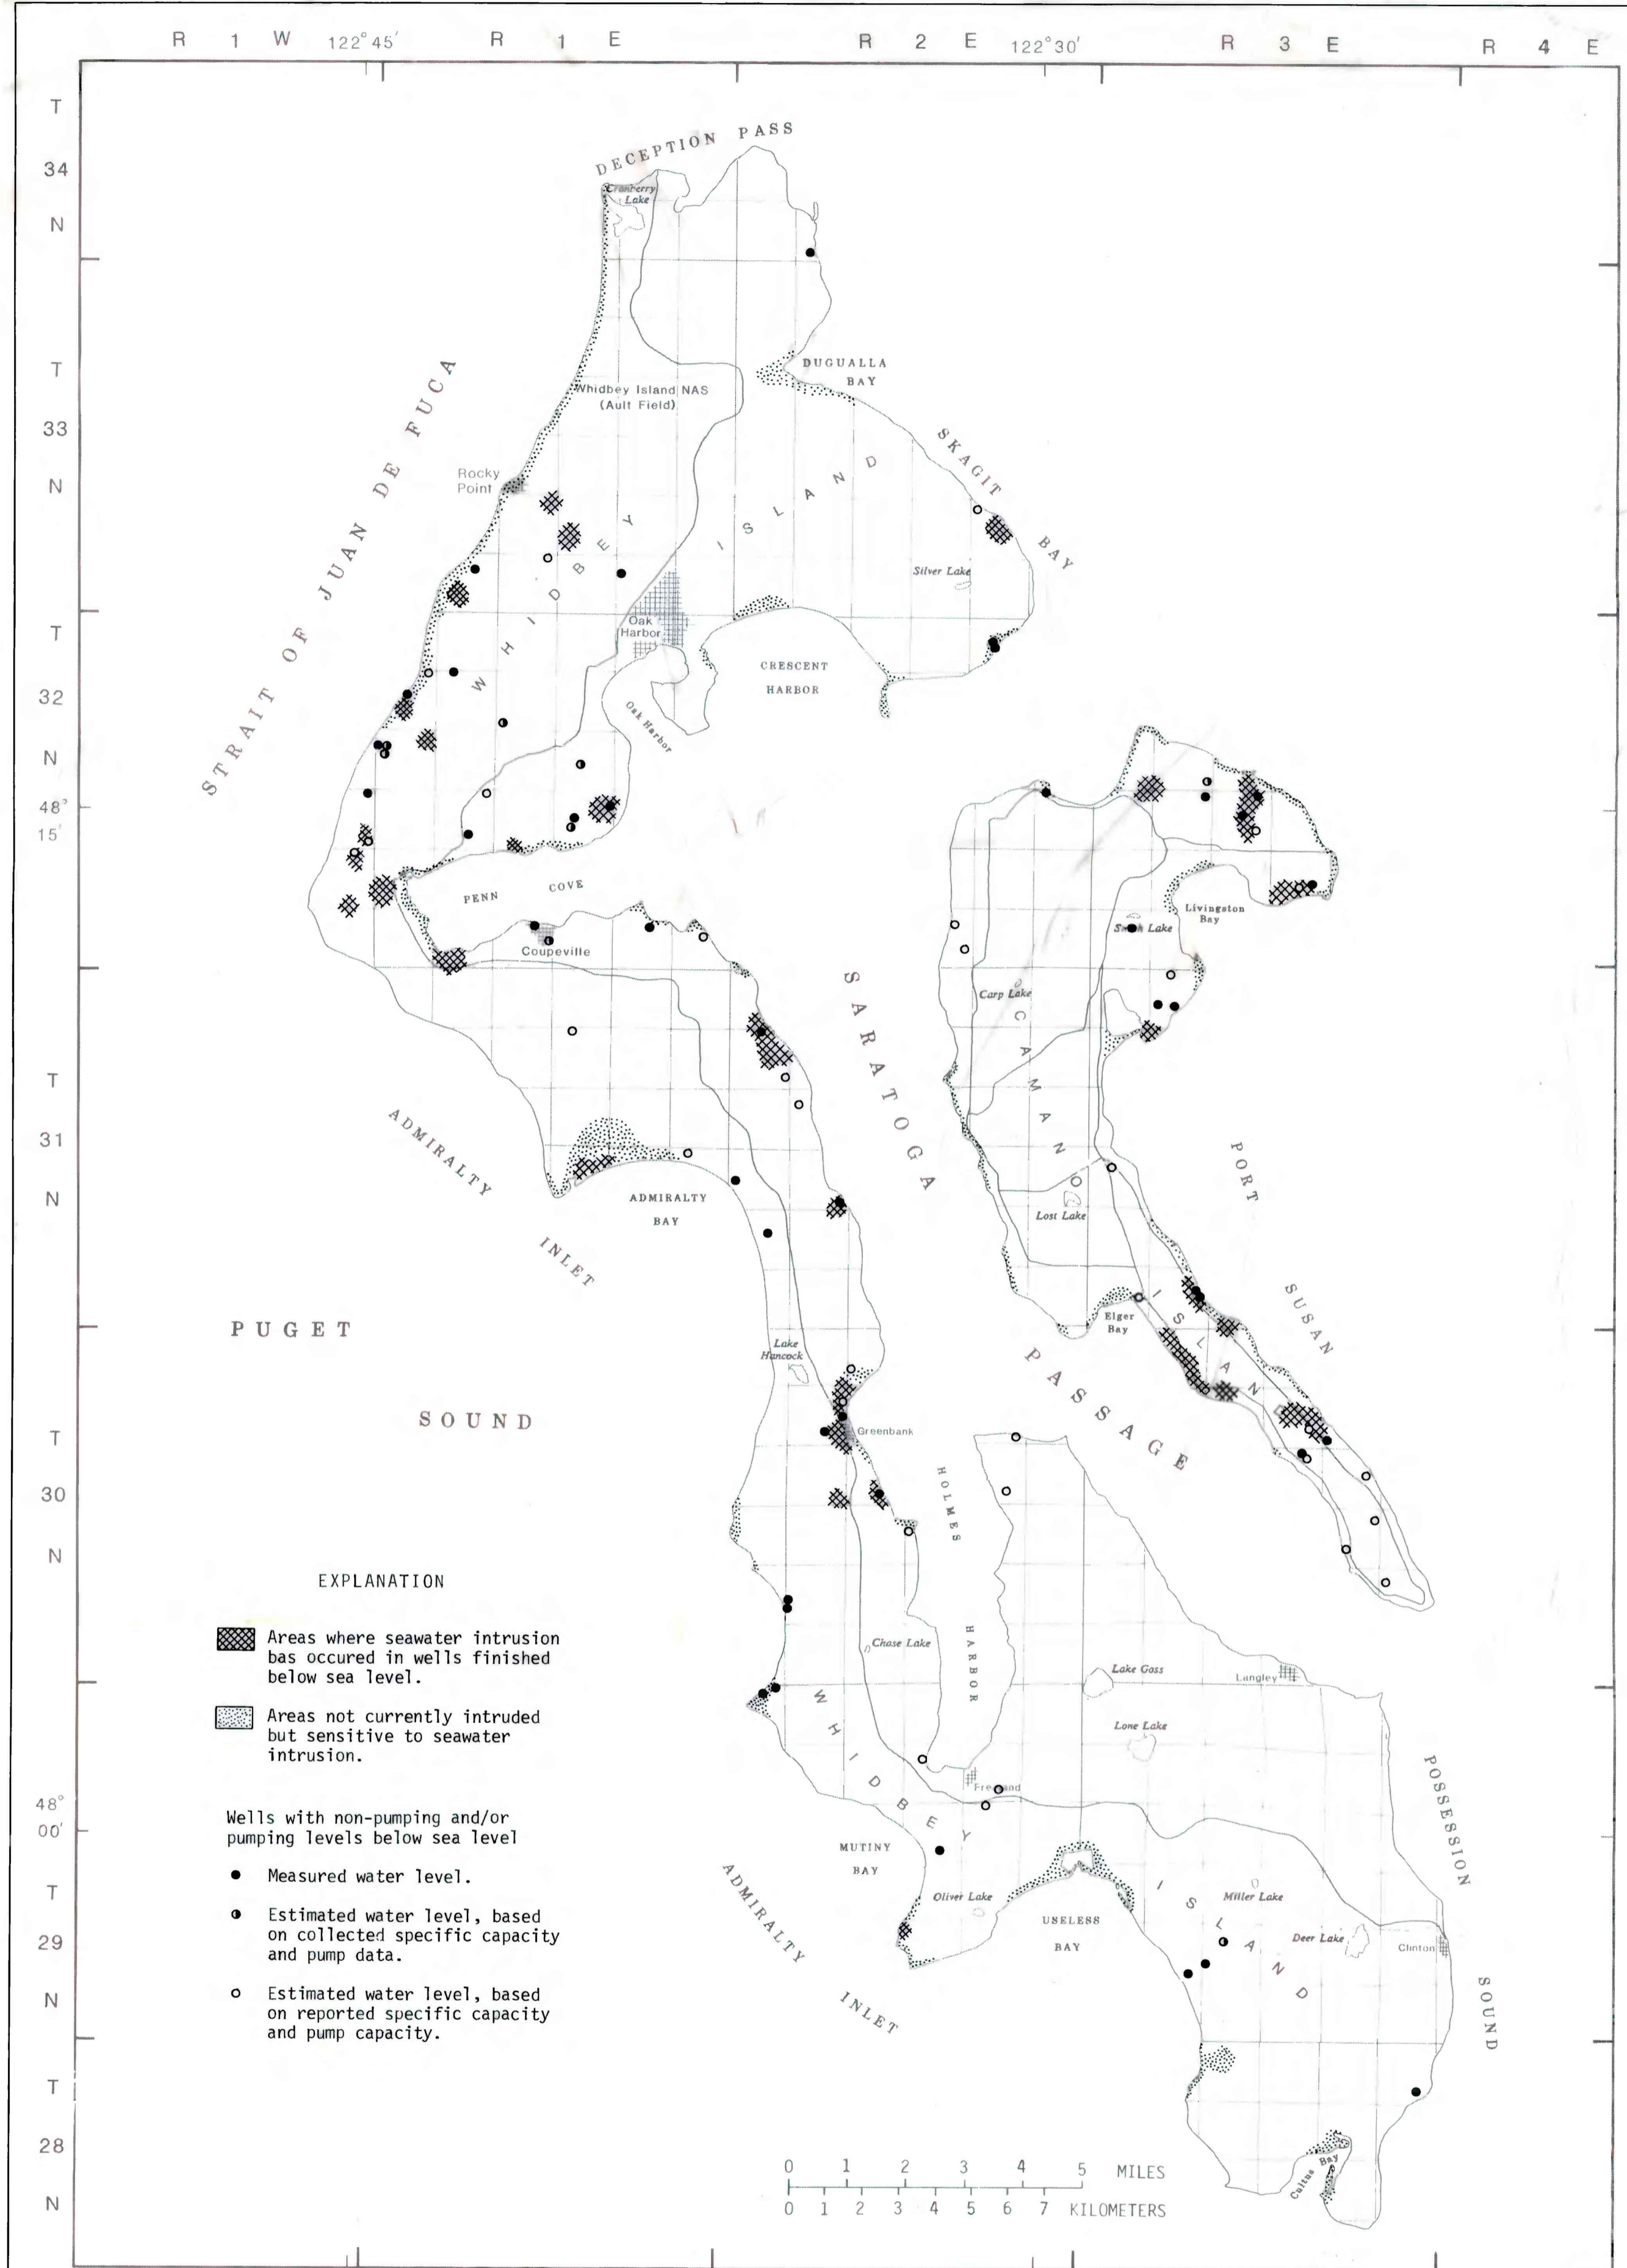 R 1 W 122°45' R 1 E R 2 E 122°30' R 3 E R 4 E
T
34
N
DECEPTION PASS
Cranberry
Lake
T
33
N
DUGUALLA
BAY
Whidbey Island NAS
(Ault Field)
STRAIT OF JUAN DE FUCA
SKAGIT BAY
Rocky
Point
WHIDBEY ISLAND
Silver Lake
T
32
N
Oak
Harbor
CRESCENT
HARBOR
Oak Harbor
48°
15'
PENN COVE
Coupeville
Livingston
Bay
Smith Lake
Carp Lake
CAMANO ISLAND
SARATOGA PASSAGE
T
31
N
ADMIRALTY INLET
ADMIRALTY
BAY
PORT SUSAN
Lost Lake
Elger
Bay
PUGET
SOUND
Lake
Hancock
Greenbank
T
30
N
HOLMES HARBOR
Chase Lake
Lake Goss
Langley
Lone Lake
WHIDBEY ISLAND
Freeland
POSSESSION SOUND
48°
00'
MUTINY
BAY
ADMIRALTY INLET
Oliver Lake
USELESS
BAY
Miller Lake
Deer Lake
Clinton
T
29
N
T
28
N
Cultus Bay
EXPLANATION
Areas where seawater intrusion
bas occured in wells finished
below sea level.
Areas not currently intruded
but sensitive to seawater
intrusion.
Wells with non-pumping and/or
pumping levels below sea level
Measured water level.
Estimated water level, based
on collected specific capacity
and pump data.
Estimated water level, based
on reported specific capacity
and pump capacity.
0 1 2 3 4 5 MILES
0 1 2 3 4 5 6 7 KILOMETERS